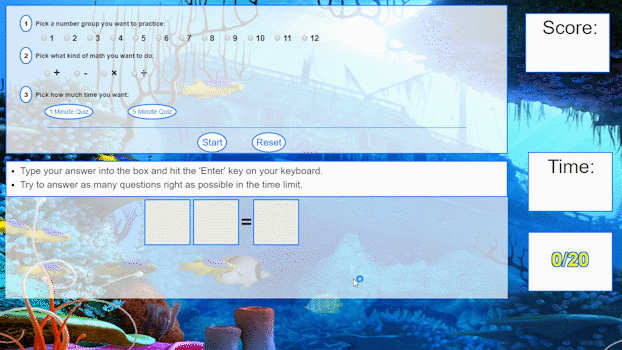 1 Pick a number group you want to practice:
1 2 3 4 5 6 7 8 9 10 11 12
2 Pick what kind of math you want to do:
+ - × ÷
3 Pick how much time you want:
1 Minute Quiz 5 Minute Quiz
Start Reset
• Type your answer into the box and hit the 'Enter' key on your keyboard.
• Try to answer as many questions right as possible in the time limit.
=
Score:
Time:
0/20